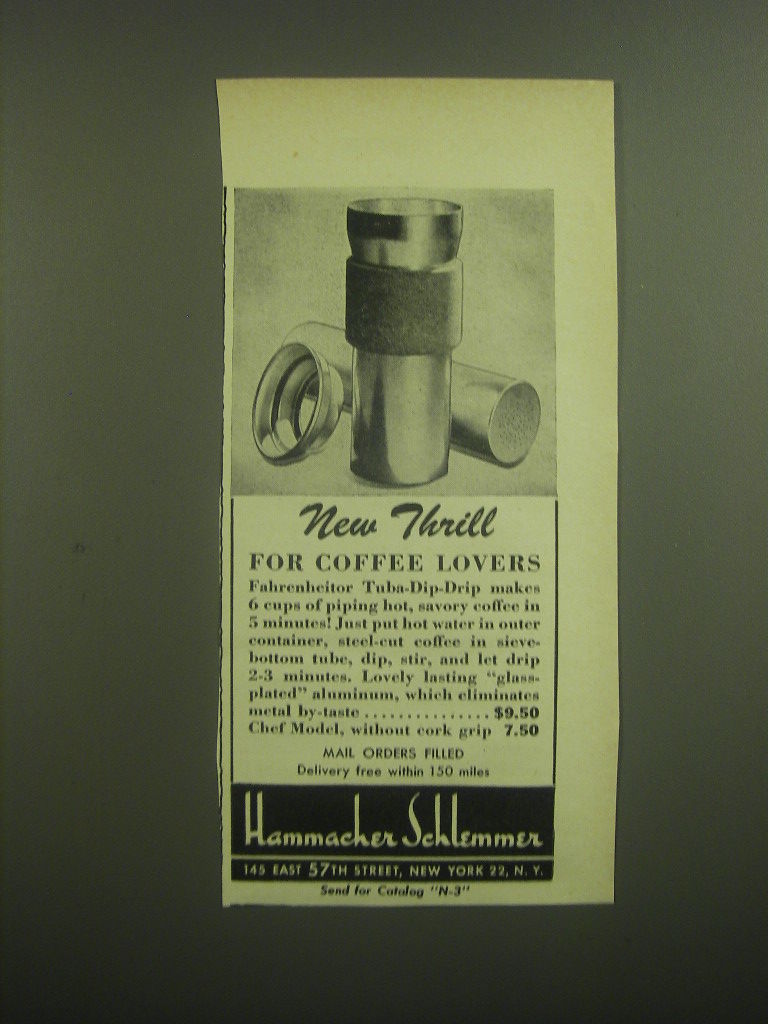 New Thrill
FOR COFFEE LOVERS
Fahrenheitor Tuba-Dip-Drip makes
6 cups of piping hot, savory coffee in
5 minutes! Just put hot water in outer
container, steel-cut coffee in sieve-
bottom tube, dip, stir, and let drip
2-3 minutes. Lovely lasting "glass-
plated" aluminum, which eliminates
metal by-taste ............... $9.50
Chef Model, without cork grip 7.50
MAIL ORDERS FILLED
Delivery free within 150 miles
Hammacher Schlemmer
145 EAST 57TH STREET, NEW YORK 22, N. Y.
Send for Catalog "N-3"